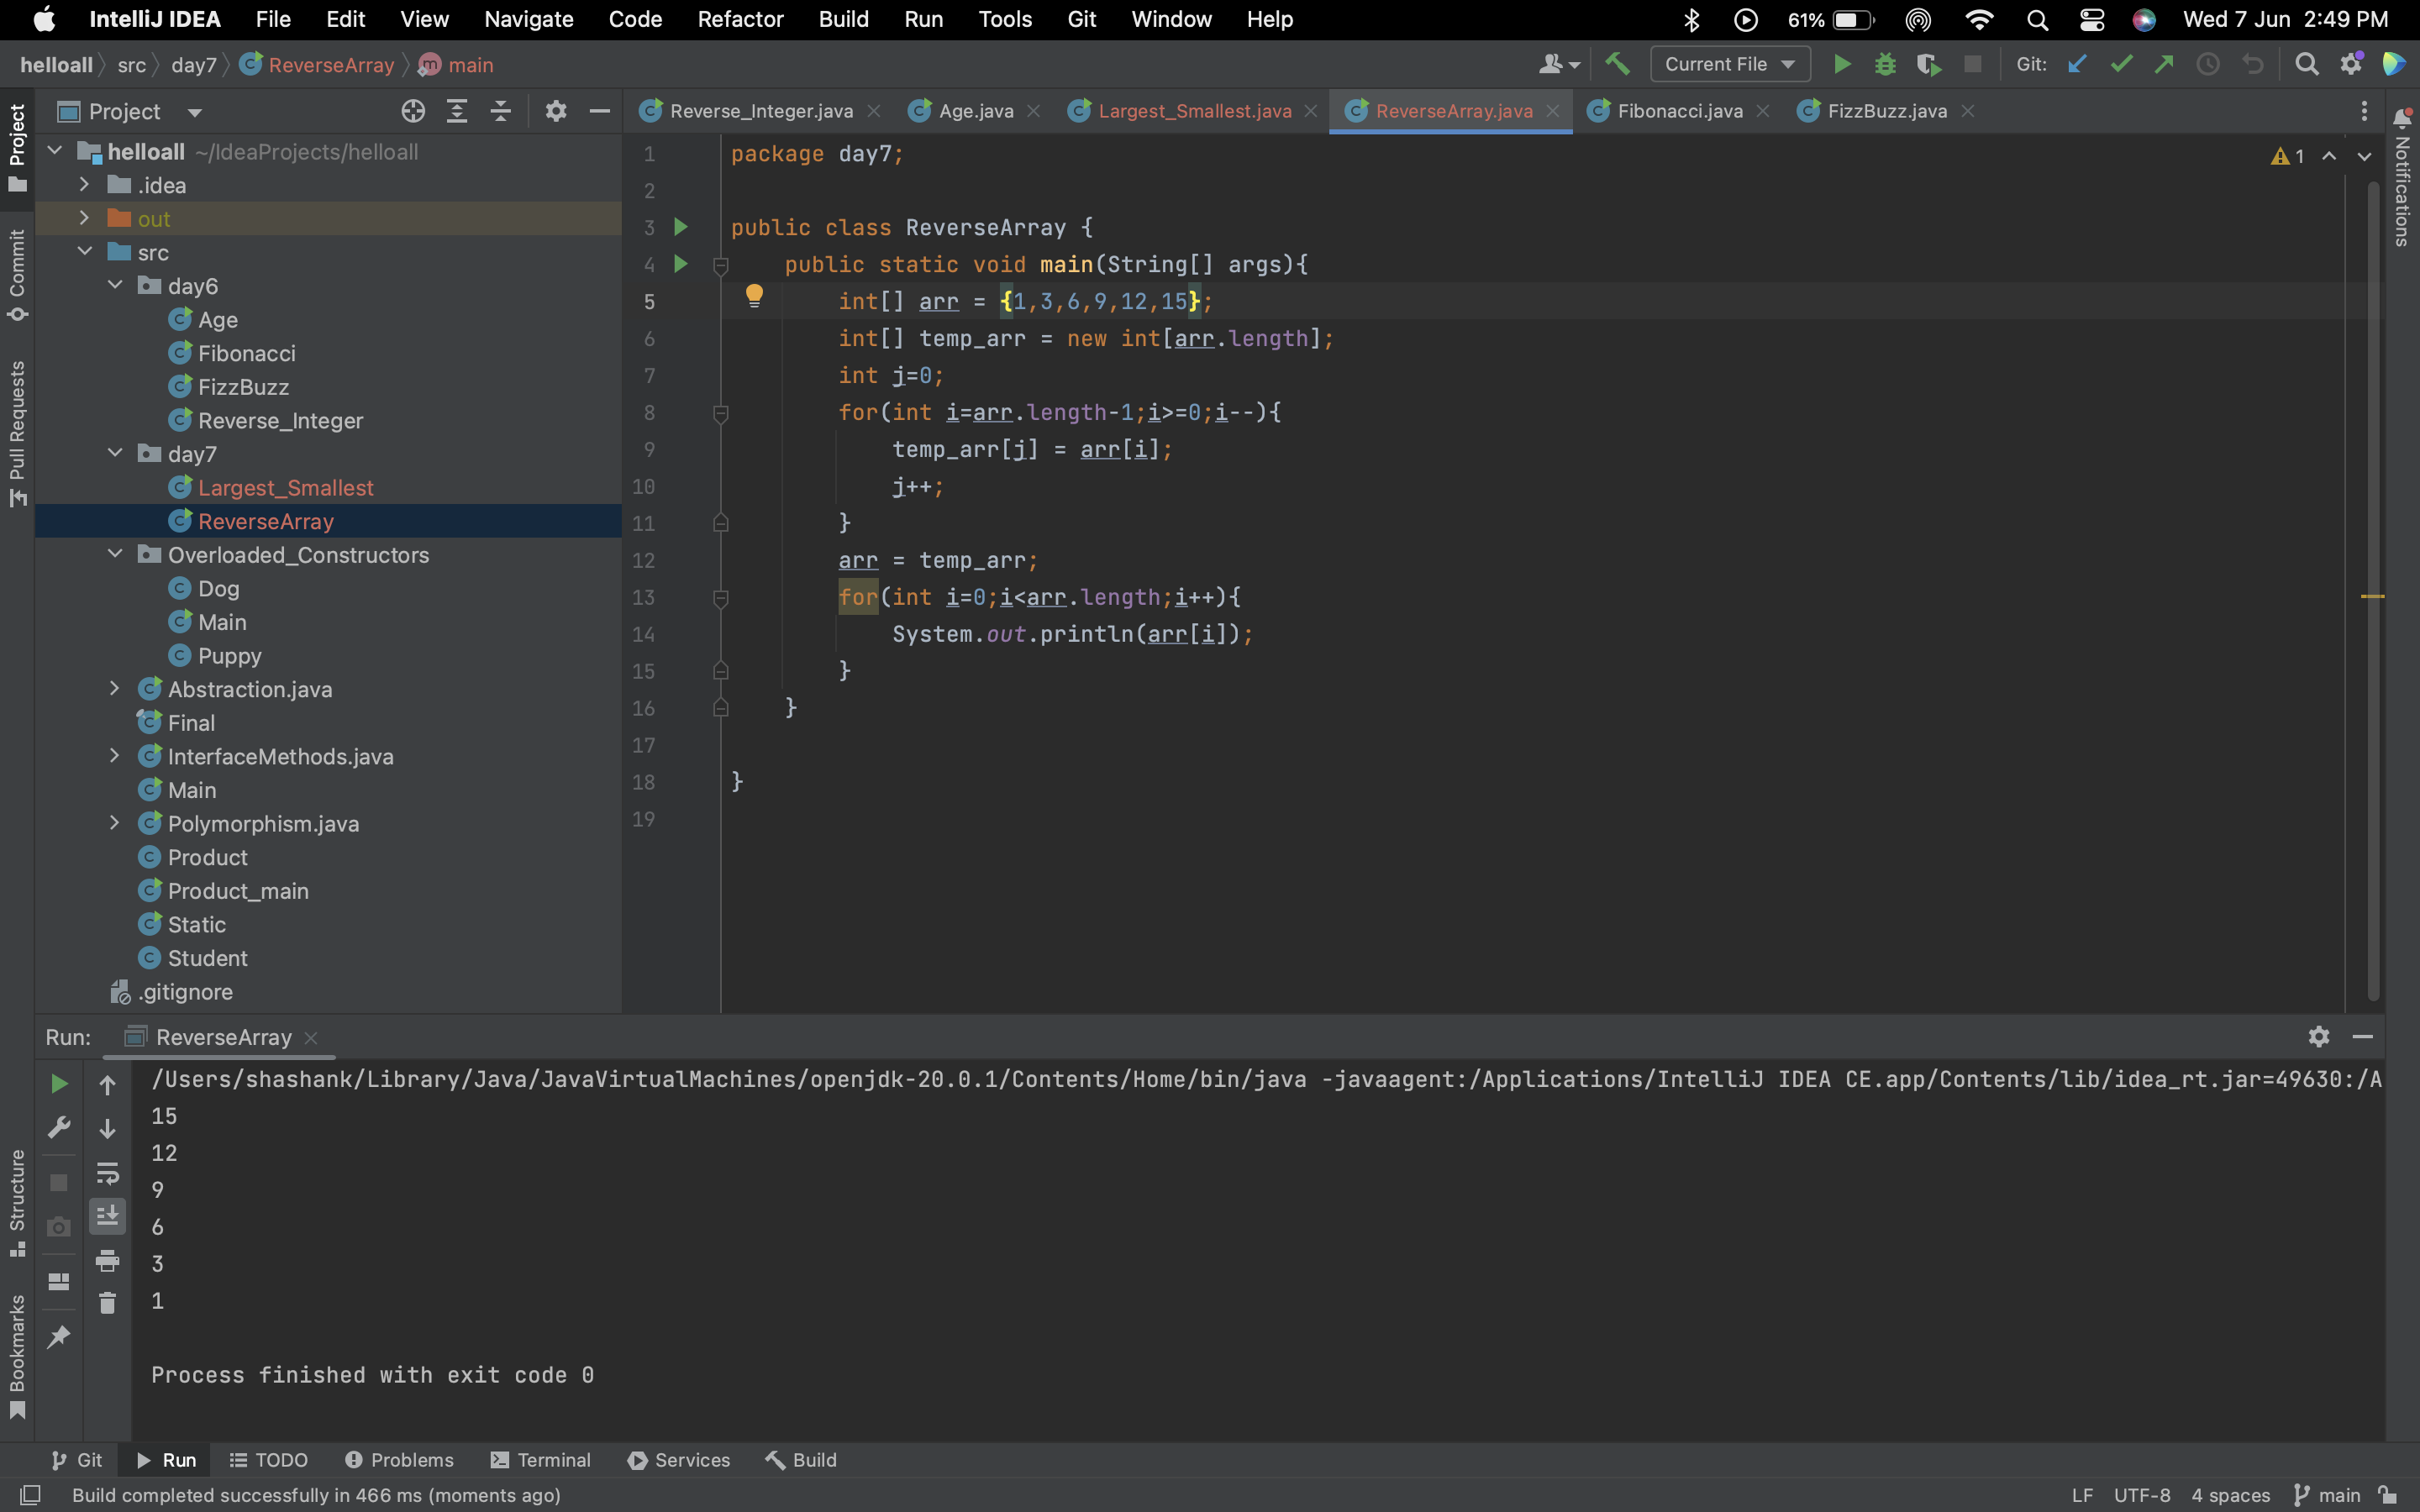 IntelliJ IDEA File Edit View Navigate Code Refactor Build Run Tools Git Window Help 61% Wed 7 Jun 2:49 PM
helloall src day7 ReverseArray main Current File Git:
Project
Reverse_Integer.java Age.java Largest_Smallest.java ReverseArray.java Fibonacci.java FizzBuzz.java
Project
Commit
Pull Requests
Structure
Bookmarks
Notifications
helloall ~/IdeaProjects/helloall
.idea
out
src
day6
Age
Fibonacci
FizzBuzz
Reverse_Integer
day7
Largest_Smallest
ReverseArray
Overloaded_Constructors
Dog
Main
Puppy
Abstraction.java
Final
InterfaceMethods.java
Main
Polymorphism.java
Product
Product_main
Static
Student
.gitignore
1
1 package day7;
2
3 public class ReverseArray {
4 public static void main(String[] args){
5 int[] arr = {1,3,6,9,12,15};
6 int[] temp_arr = new int[arr.length];
7 int j=0;
8 for(int i=arr.length-1;i>=0;i--){
9 temp_arr[j] = arr[i];
10 j++;
11 }
12 arr = temp_arr;
13 for(int i=0;i<arr.length;i++){
14 System.out.println(arr[i]);
15 }
16 }
17
18 }
19
Run: ReverseArray
/Users/shashank/Library/Java/JavaVirtualMachines/openjdk-20.0.1/Contents/Home/bin/java -javaagent:/Applications/IntelliJ IDEA CE.app/Contents/lib/idea_rt.jar=49630:/A
15
12
9
6
3
1
Process finished with exit code 0
Git Run TODO Problems Terminal Services Build
Build completed successfully in 466 ms (moments ago) LF UTF-8 4 spaces main